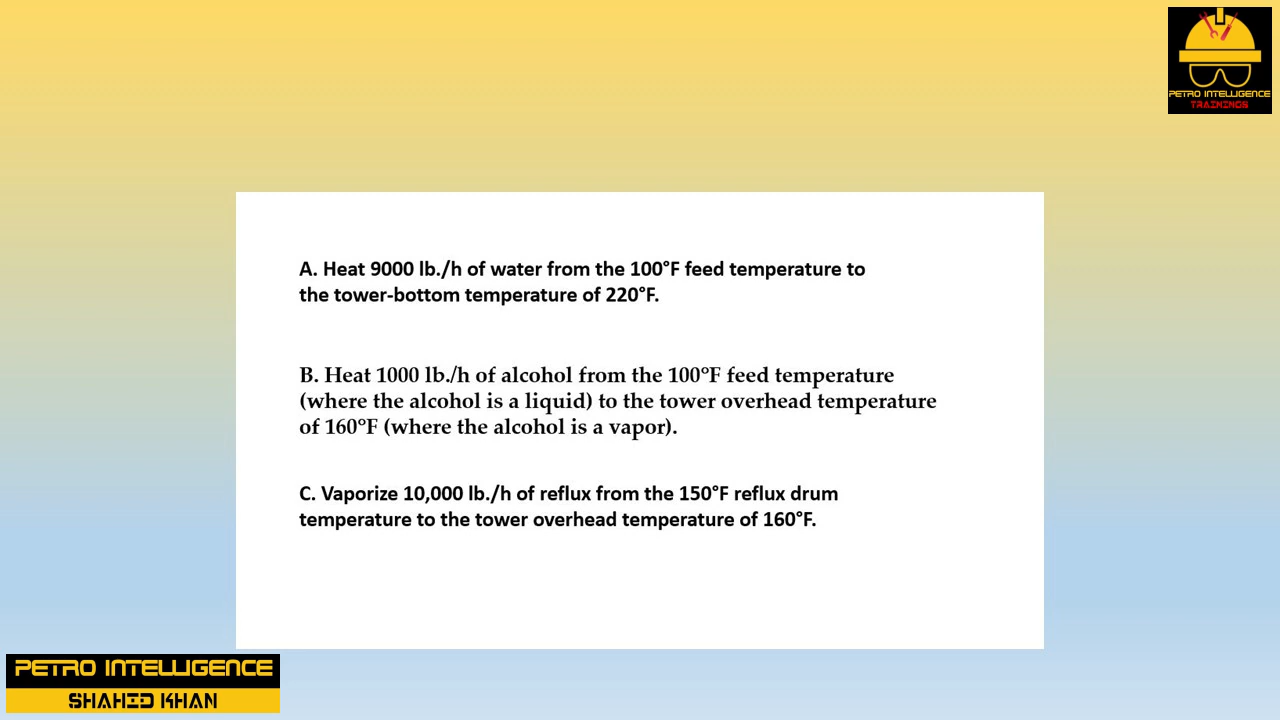 PETRO INTELLIGENCE
TRAININGS
A. Heat 9000 lb./h of water from the 100°F feed temperature to
the tower-bottom temperature of 220°F.
B. Heat 1000 lb./h of alcohol from the 100°F feed temperature
(where the alcohol is a liquid) to the tower overhead temperature
of 160°F (where the alcohol is a vapor).
C. Vaporize 10,000 lb./h of reflux from the 150°F reflux drum
temperature to the tower overhead temperature of 160°F.
PETRO INTELLIGENCE
SHAHID KHAN